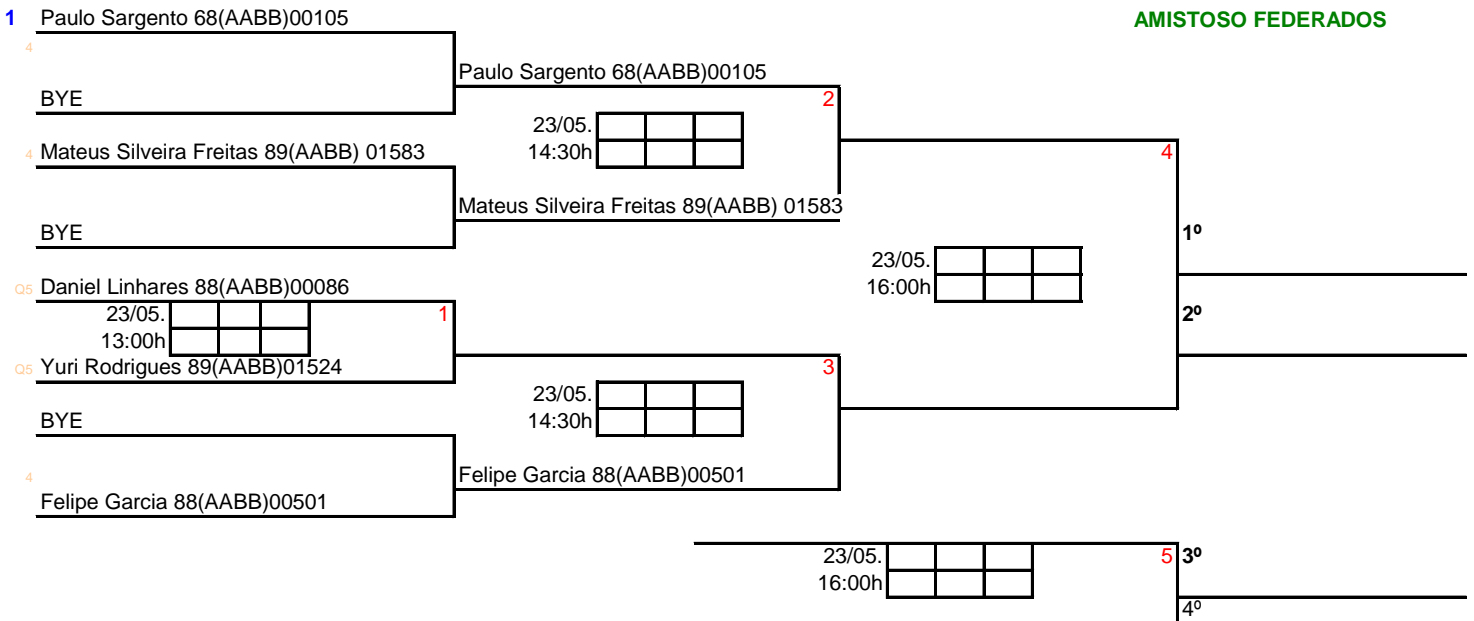 1 Paulo Sargento 68(AABB)00105
AMISTOSO FEDERADOS
4
Paulo Sargento 68(AABB)00105
BYE
2
23/05.
14:30h
4 Mateus Silveira Freitas 89(AABB) 01583
4
Mateus Silveira Freitas 89(AABB) 01583
BYE
1º
23/05.
16:00h
Q5 Daniel Linhares 88(AABB)00086
23/05.
13:00h
1
2º
Q5 Yuri Rodrigues 89(AABB)01524
3
23/05.
14:30h
BYE
4
Felipe Garcia 88(AABB)00501
Felipe Garcia 88(AABB)00501
23/05.
16:00h
5 3º
4º